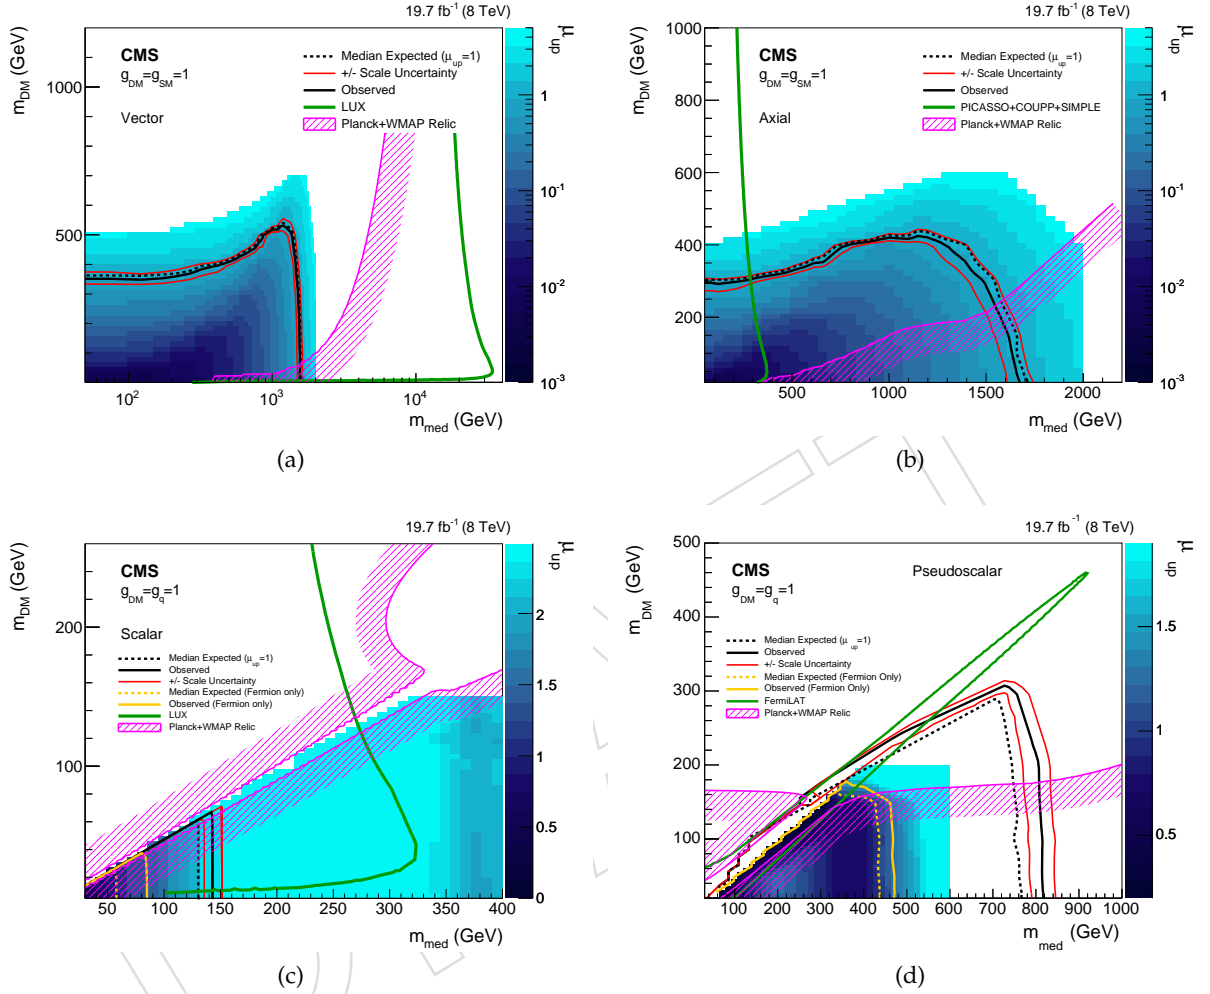 19.7 fb⁻¹ (8 TeV)
CMS
g_DM=g_SM=1
Vector
Median Expected (μ_up=1)
+/- Scale Uncertainty
Observed
LUX
Planck+WMAP Relic
m_DM (GeV)
1000
500
10² 10³ 10⁴
m_med (GeV)
μ_up
1
10⁻¹
10⁻²
10⁻³
(a)
19.7 fb⁻¹ (8 TeV)
CMS
g_DM=g_SM=1
Axial
Median Expected (μ_up=1)
+/- Scale Uncertainty
Observed
PICASSO+COUPP+SIMPLE
Planck+WMAP Relic
m_DM (GeV)
1000
900
800
700
600
500
400
300
200
500 1000 1500 2000
m_med (GeV)
μ_up
1
10⁻¹
10⁻²
10⁻³
(b)
19.7 fb⁻¹ (8 TeV)
CMS
g_DM=g_q=1
Scalar
Median Expected (μ_up=1)
Observed
+/- Scale Uncertainty
Median Expected (Fermion only)
Observed (Fermion only)
LUX
Planck+WMAP Relic
m_DM (GeV)
200
100
50 100 150 200 250 300 350 400
m_med (GeV)
μ_up
2
1.5
1
0.5
0
(c)
19.7 fb⁻¹ (8 TeV)
CMS
Pseudoscalar
g_DM=g_q=1
Median Expected (μ_up=1)
Observed
+/- Scale Uncertainty
Median Expected (Fermion Only)
Observed (Fermion Only)
FermiLAT
Planck+WMAP Relic
m_DM (GeV)
500
400
300
200
100
100 200 300 400 500 600 700 800 900 1000
m_med (GeV)
μ_up
1.5
1
0.5
(d)